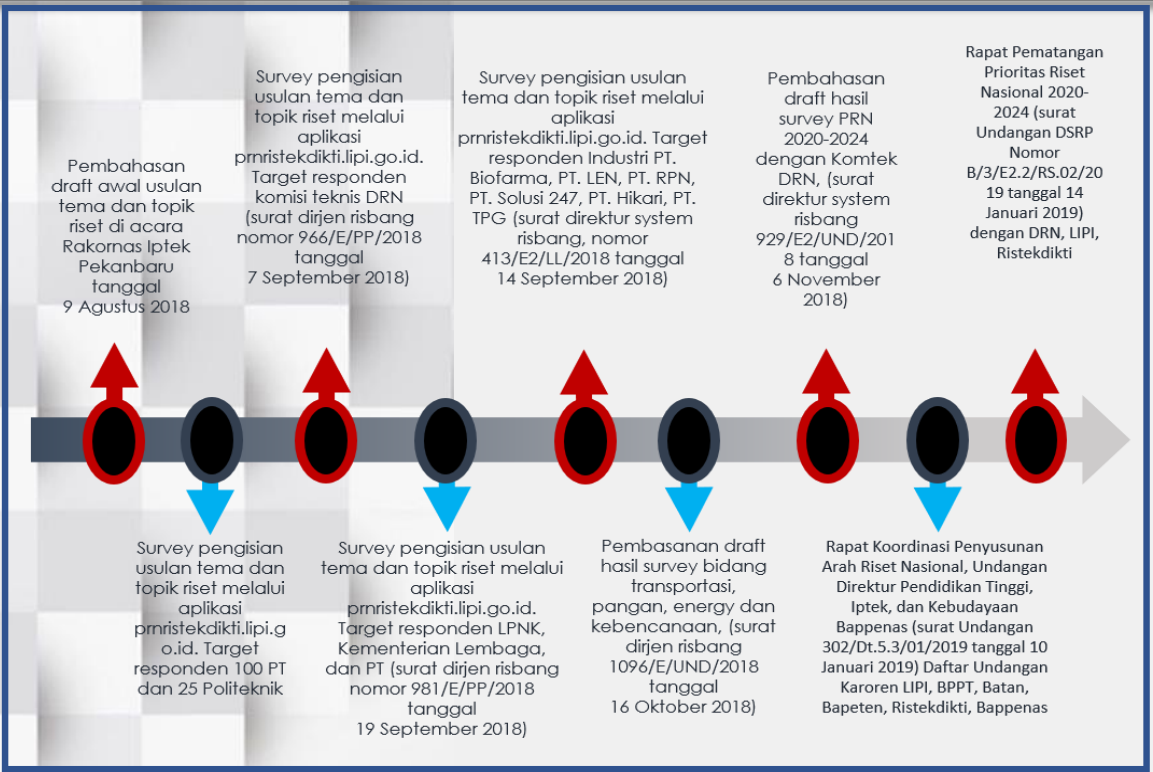 Pembahasan
draft awal usulan
tema dan topik
riset di acara
Rakornas Iptek
Pekanbaru
tanggal
9 Agustus 2018
Survey pengisian
usulan tema dan
topik riset melalui
aplikasi
prnristekdikti.lipi.g
o.id. Target
responden 100 PT
dan 25 Politeknik
Survey pengisian
usulan tema dan
topik riset melalui
aplikasi
prnristekdikti.lipi.go.id.
Target responden
komisi teknis DRN
(surat dirjen risbang
nomor 966/E/PP/2018
tanggal
7 September 2018)
Survey pengisian usulan
tema dan topik riset melalui
aplikasi
prnristekdikti.lipi.go.id.
Target responden LPNK,
Kementerian Lembaga,
dan PT (surat dirjen risbang
nomor 981/E/PP/2018
tanggal
19 September 2018)
Survey pengisian usulan
tema dan topik riset melalui
aplikasi
prnristekdikti.lipi.go.id. Target
responden Industri PT.
Biofarma, PT. LEN, PT. RPN,
PT. Solusi 247, PT. Hikari, PT.
TPG (surat direktur system
risbang, nomor
413/E2/LL/2018 tanggal
14 September 2018)
Pembasanan draft
hasil survey bidang
transportasi,
pangan, energy dan
kebencanaan, (surat
dirjen risbang
1096/E/UND/2018
tanggal
16 Oktober 2018)
Pembahasan
draft hasil
survey PRN
2020-2024
dengan Komtek
DRN, (surat
direktur system
risbang
929/E2/UND/201
8 tanggal
6 November
2018)
Rapat Koordinasi Penyusunan
Arah Riset Nasional, Undangan
Direktur Pendidikan Tinggi,
Iptek, dan Kebudayaan
Bappenas (surat Undangan
302/Dt.5.3/01/2019 tanggal 10
Januari 2019) Daftar Undangan
Karoren LIPI, BPPT, Batan,
Bapeten, Ristekdikti, Bappenas
Rapat Pematangan
Prioritas Riset
Nasional 2020-
2024 (surat
Undangan DSRP
Nomor
B/3/E2.2/RS.02/20
19 tanggal 14
Januari 2019)
dengan DRN, LIPI,
Ristekdikti